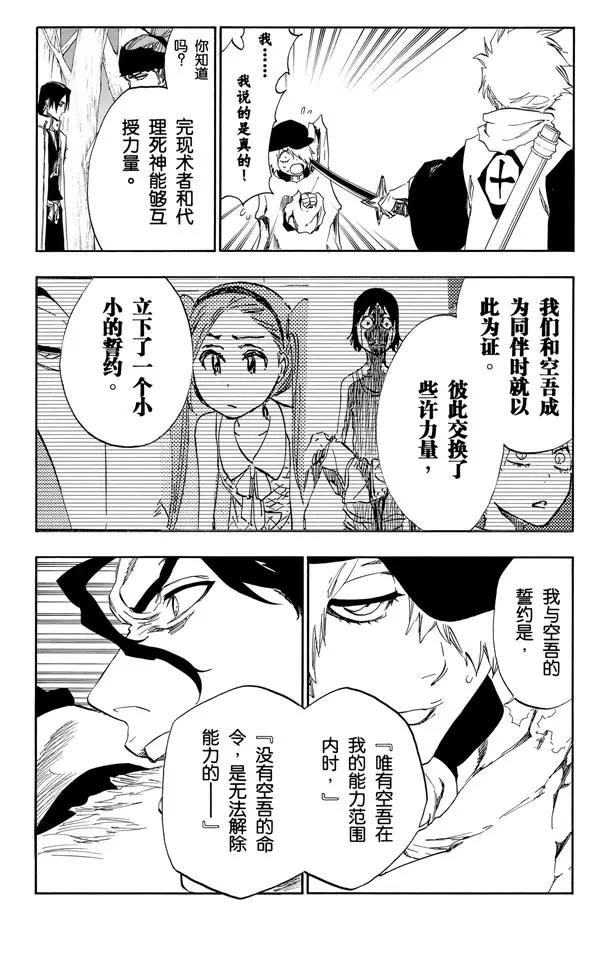 我……
我说的是真的！
你知道
吗？
完现术者和代
理死神能够互
授力量。
我们和空吾成
为同伴时就以
此为证。
彼此交换了
些许力量，
立下了一个小
小的誓约。
我与空吾的
誓约是，
『唯有空吾在
我的能力范围
内时，』
『没有空吾的命
令，是无法解除
能力的——』